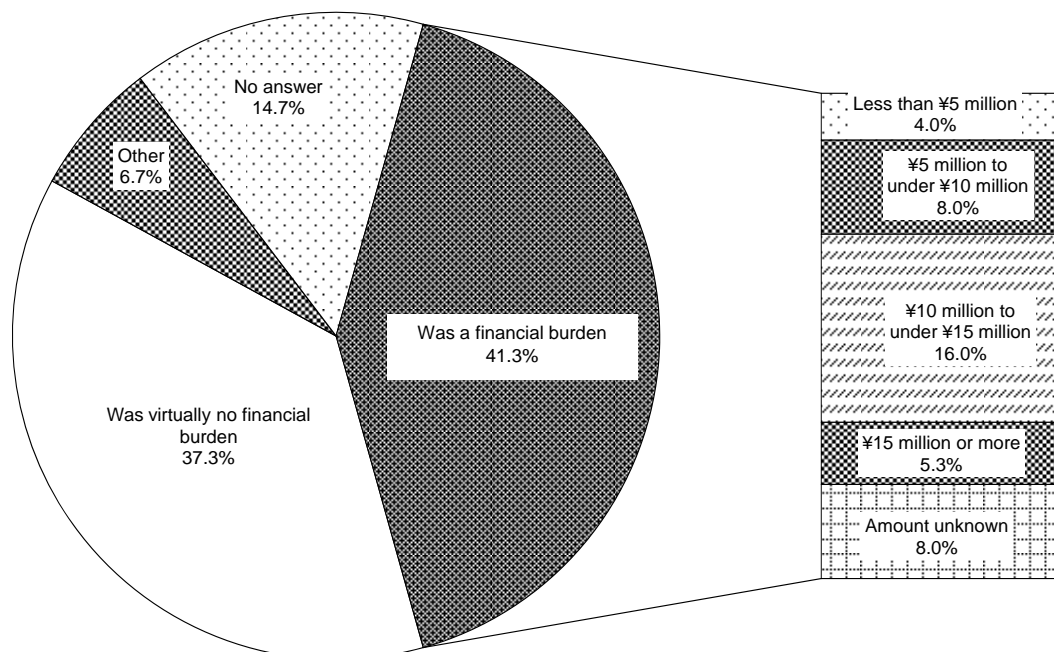 No answer
14.7%
Other
6.7%
Was a financial burden
41.3%
Was virtually no financial
burden
37.3%
Less than ¥5 million
4.0%
¥5 million to
under ¥10 million
8.0%
¥10 million to
under ¥15 million
16.0%
¥15 million or more
5.3%
Amount unknown
8.0%